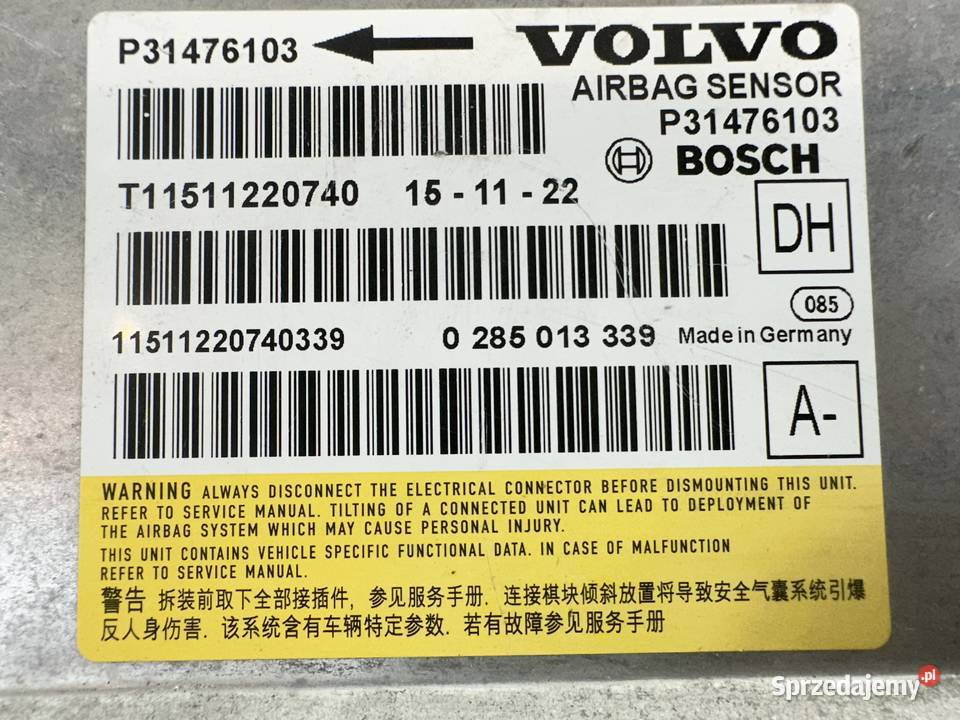 P31476103
VOLVO
AIRBAG SENSOR
P31476103
BOSCH
T11511220740 15 - 11 - 22
DH
085
11511220740339 0 285 013 339 Made in Germany
A-
WARNING ALWAYS DISCONNECT THE ELECTRICAL CONNECTOR BEFORE DISMOUNTING THIS UNIT.
REFER TO SERVICE MANUAL. TILTING OF A CONNECTED UNIT CAN LEAD TO DEPLOYMENT OF
THE AIRBAG SYSTEM WHICH MAY CAUSE PERSONAL INJURY.
THIS UNIT CONTAINS VEHICLE SPECIFIC FUNCTIONAL DATA. IN CASE OF MALFUNCTION
REFER TO SERVICE MANUAL.
警告 拆装前取下全部接插件, 参见服务手册. 连接棋块倾斜放置将导致安全气囊系统引爆
反人身伤害. 该系统含有车辆特定参数. 若有故障参见服务手册
Sprzedajemy.pl